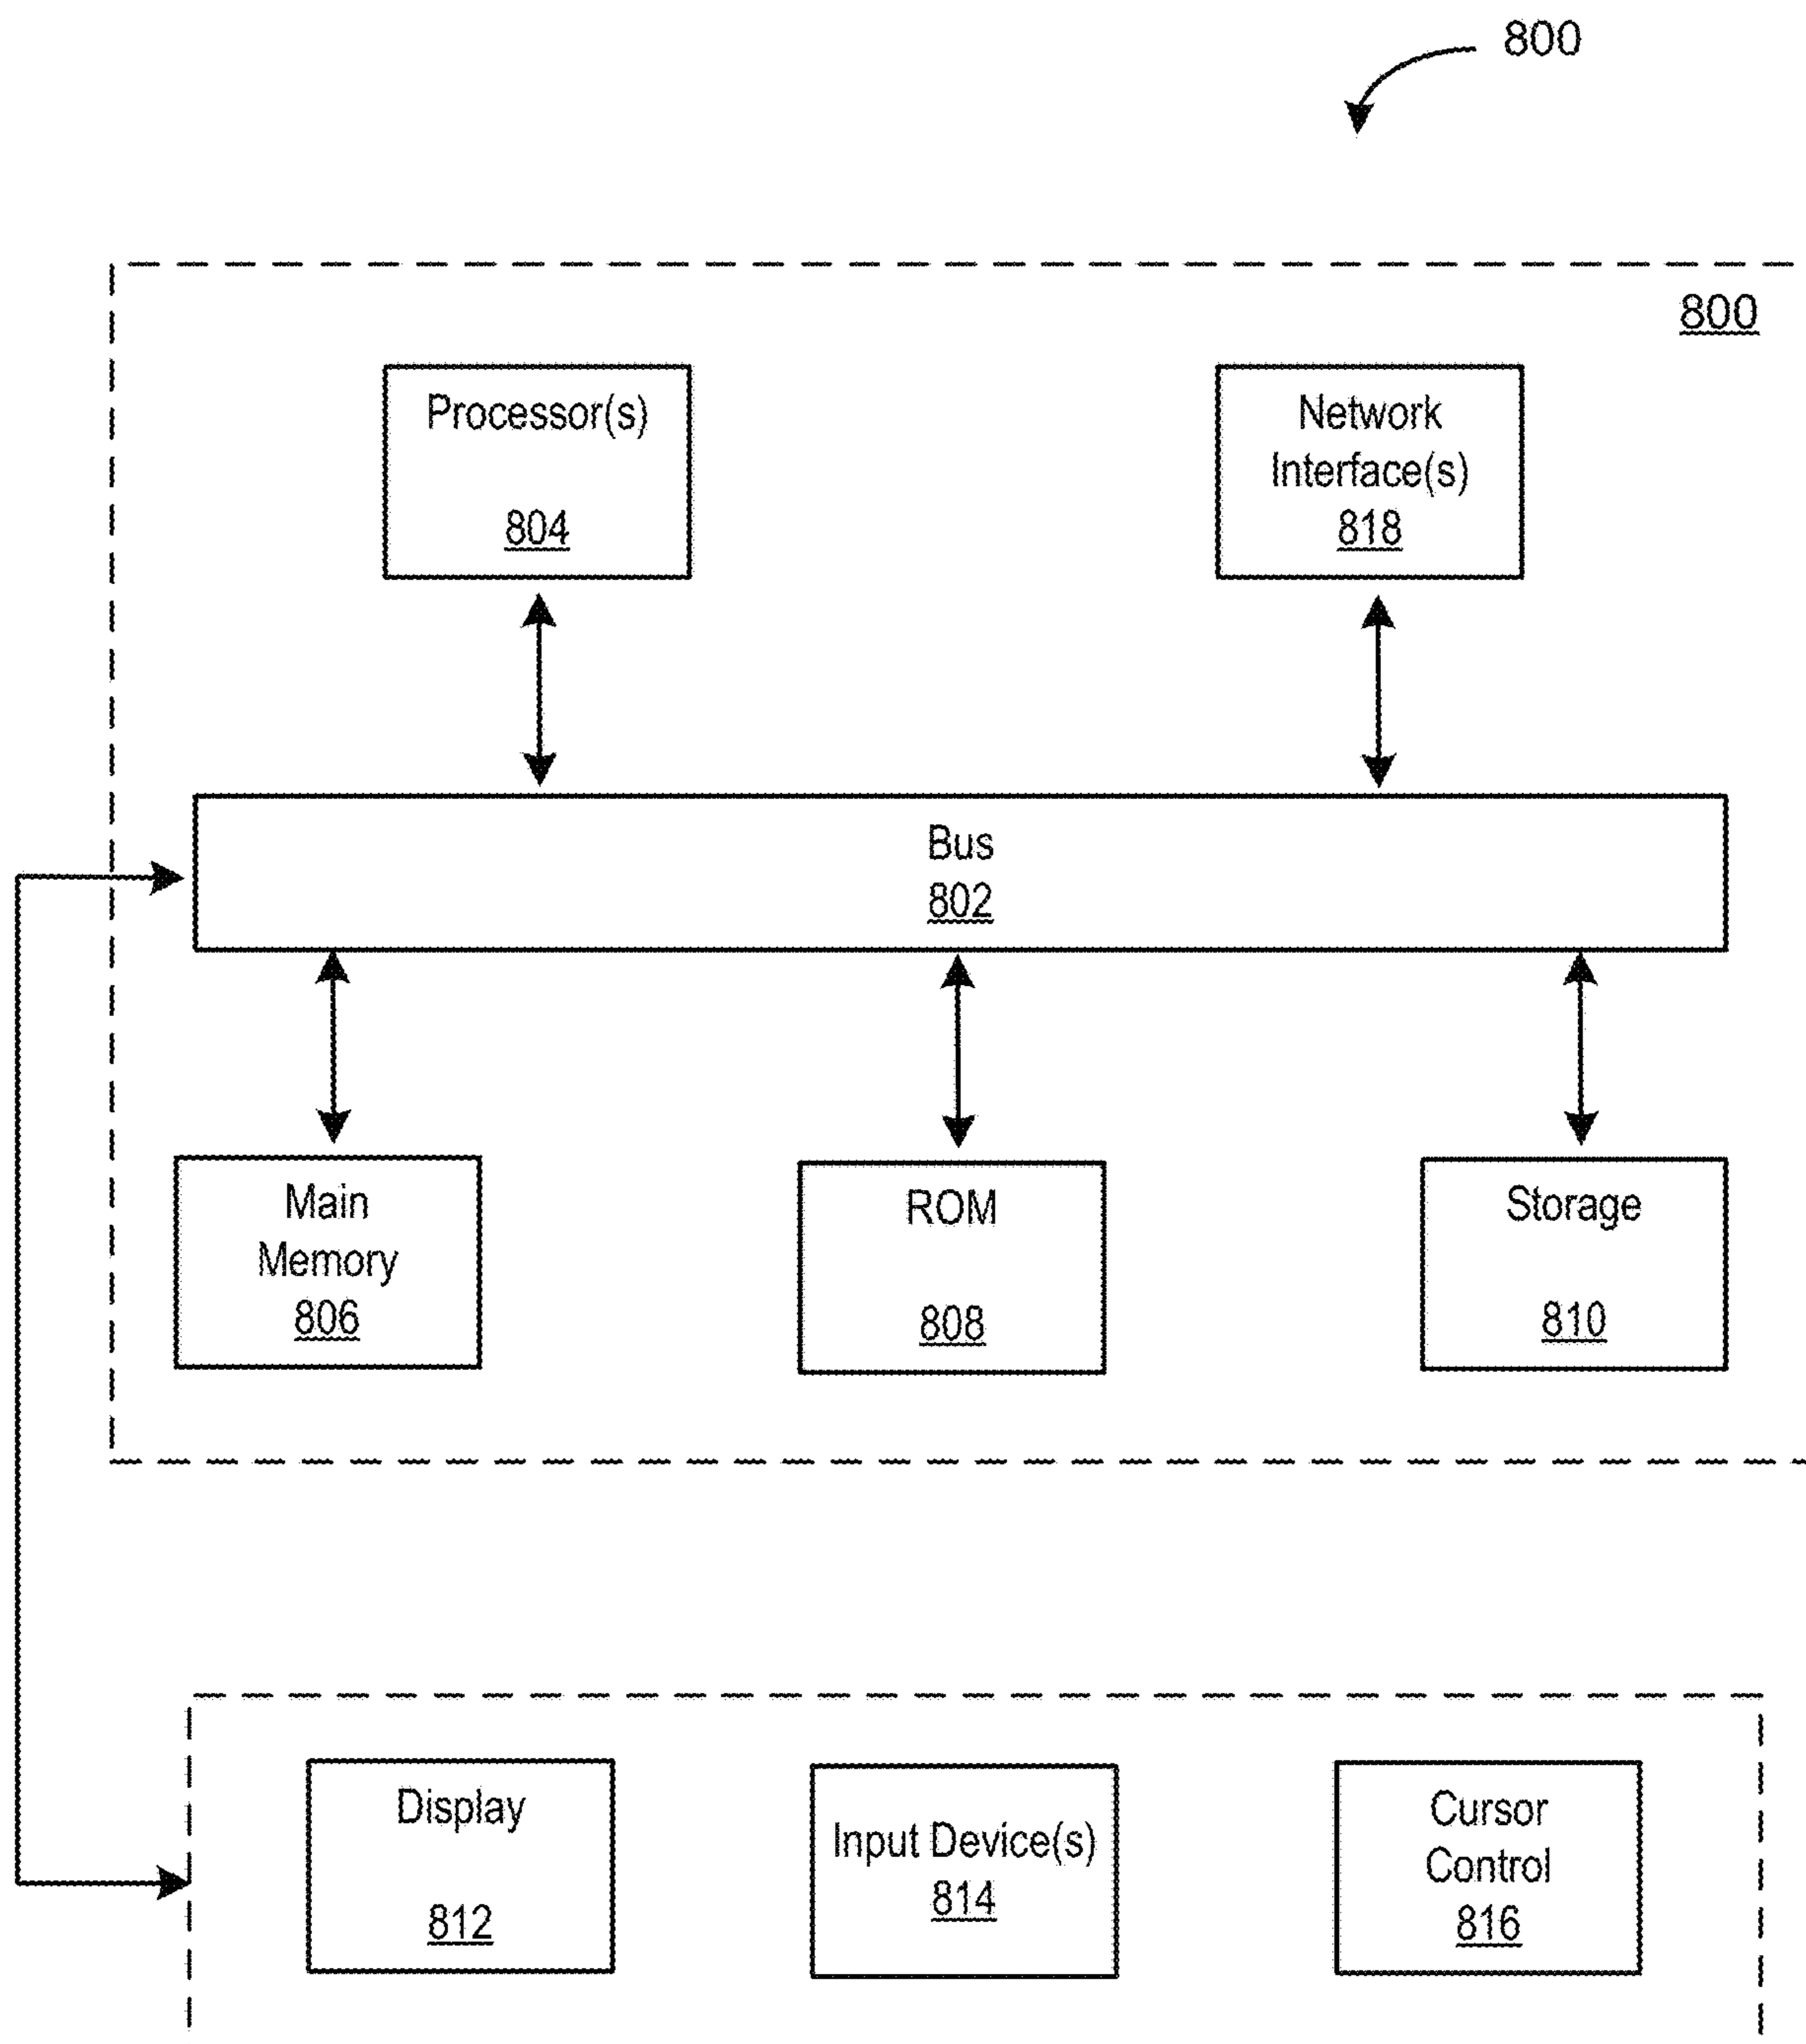 800
800
Processor(s)
804
Network
Interface(s)
818
Bus
802
Main
Memory
806
ROM
808
Storage
810
Display
812
Input Device(s)
814
Cursor
Control
816